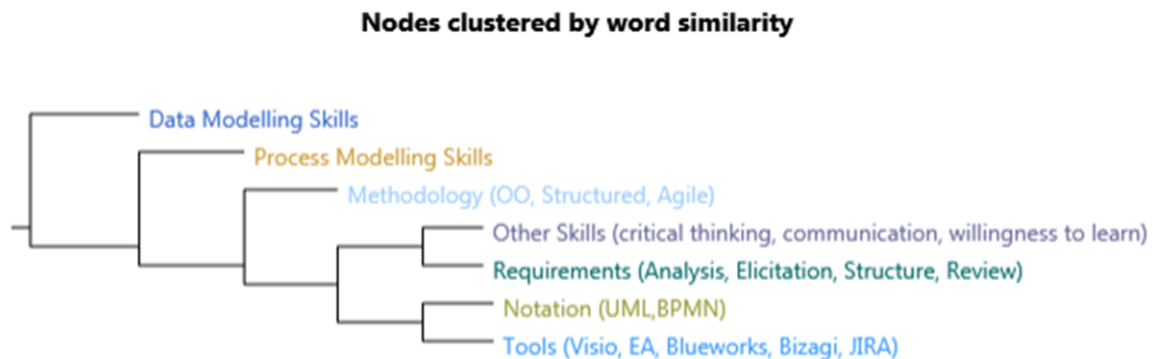 Nodes clustered by word similarity
Data Modelling Skills
Process Modelling Skills
Methodology (OO, Structured, Agile)
Other Skills (critical thinking, communication, willingness to learn)
Requirements (Analysis, Elicitation, Structure, Review)
Notation (UML,BPMN)
Tools (Visio, EA, Blueworks, Bizagi, JIRA)